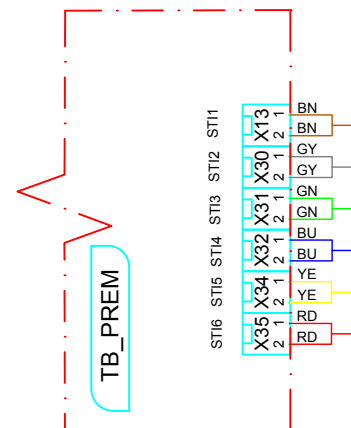 STI1 X13 1 BN
2 BN
STI2 X30 1 GY
2 GY
STI3 X31 1 GN
2 GN
STI4 X32 1 BU
2 BU
STI5 X34 1 YE
2 YE
STI6 X35 1 RD
2 RD
TB_PREM